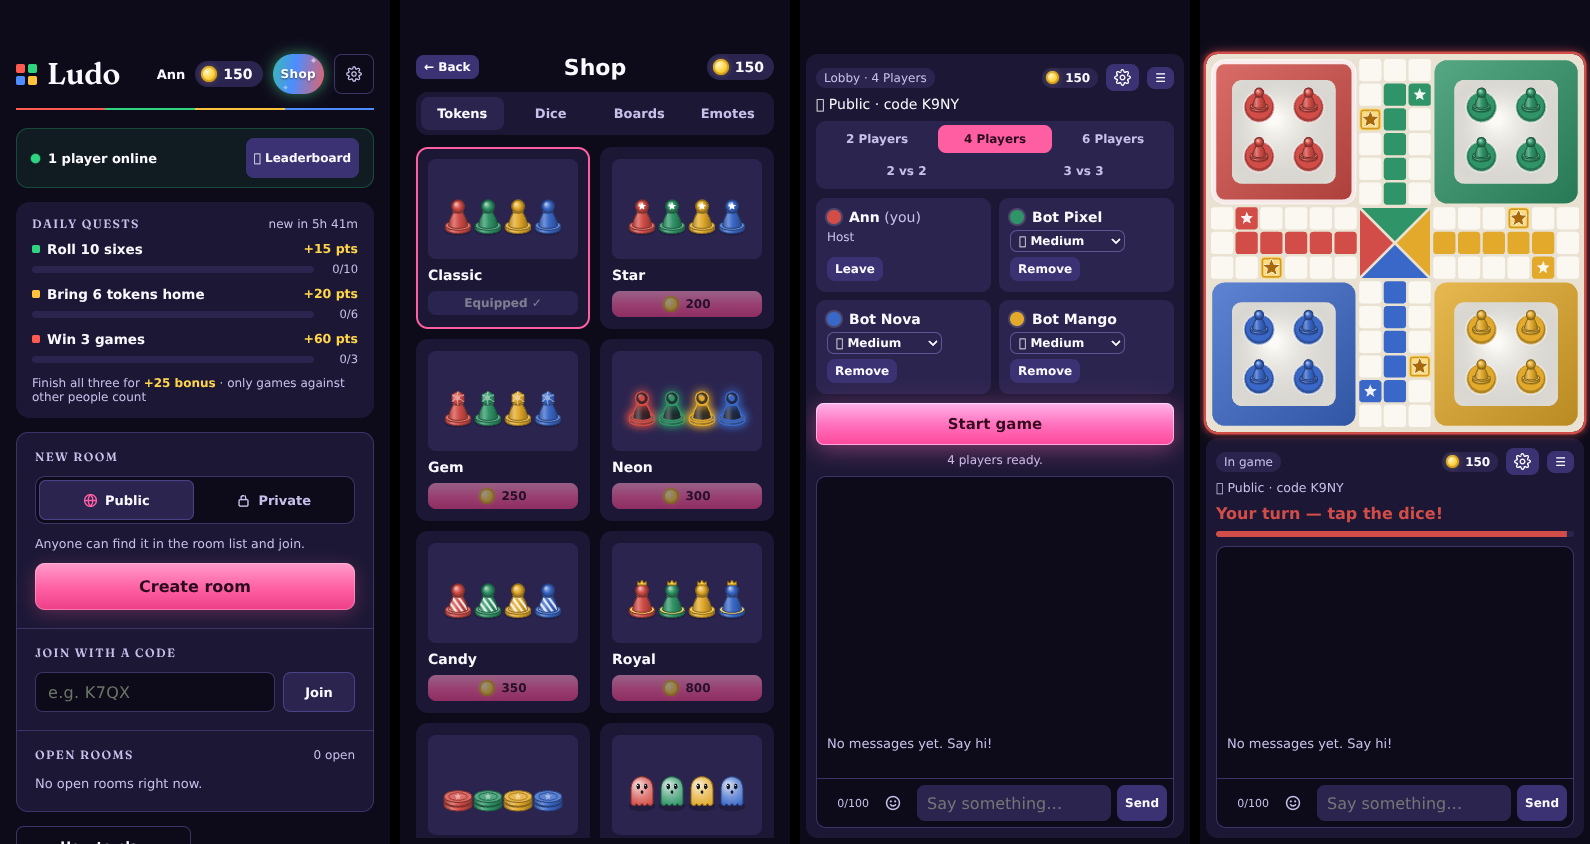 Ludo
Ann
150
Shop
1 player online
Leaderboard
DAILY QUESTS
new in 5h 41m
Roll 10 sixes
+15 pts
0/10
Bring 6 tokens home
+20 pts
0/6
Win 3 games
+60 pts
0/3
Finish all three for +25 bonus · only games against
other people count
NEW ROOM
Public
Private
Anyone can find it in the room list and join.
Create room
JOIN WITH A CODE
e.g. K7QX
Join
OPEN ROOMS
0 open
No open rooms right now.
← Back
Shop
150
Tokens
Dice
Boards
Emotes
Classic
Equipped ✓
Star
200
Gem
250
Neon
300
Candy
350
Royal
800
Lobby · 4 Players
150
Public · code K9NY
2 Players
4 Players
6 Players
2 vs 2
3 vs 3
Ann (you)
Host
Leave
Bot Pixel
Medium
Remove
Bot Nova
Medium
Remove
Bot Mango
Medium
Remove
Start game
4 players ready.
No messages yet. Say hi!
0/100
Say something...
Send
In game
150
Public · code K9NY
Your turn — tap the dice!
No messages yet. Say hi!
0/100
Say something...
Send